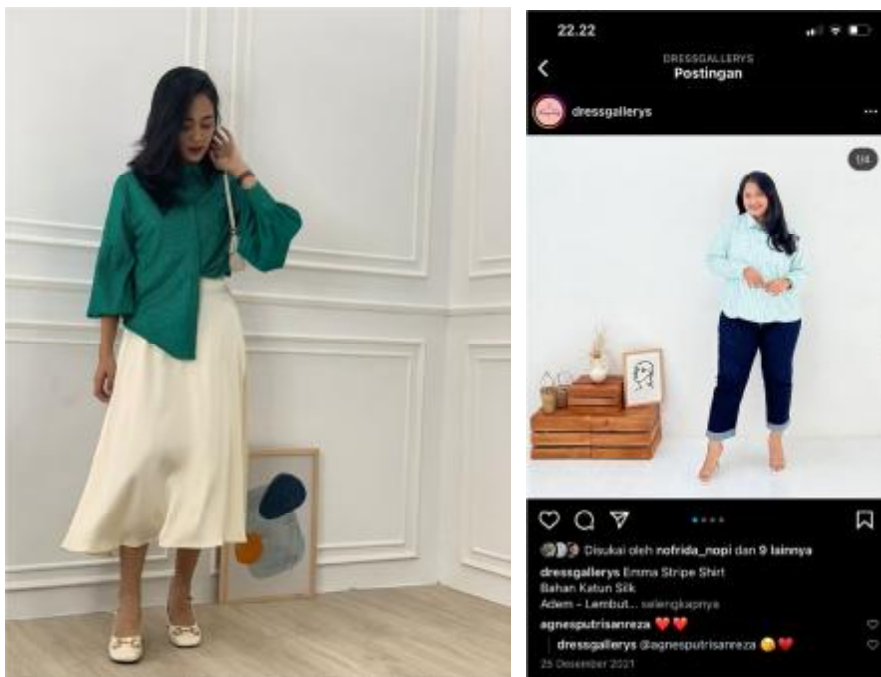 22.22
DRESSGALLERYS
Postingan
dressgallerys
1/4
Disukai oleh nofrida_nopi dan 9 lainnya
dressgallerys Emma Stripe Shirt
Bahan Katun Silk
Adem - Lembut... selengkapnya
agnesputrisanreza ❤️❤️
dressgallerys @agnesputrisanreza 😊❤️
25 Desember 2021